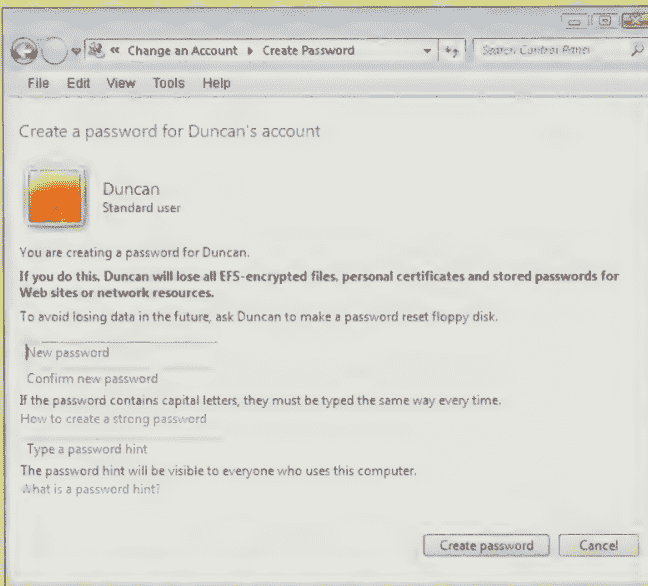 « Change an Account Create Password Search Control Panel
File Edit View Tools Help
Create a password for Duncan's account
Duncan
Standard user
You are creating a password for Duncan.
If you do this, Duncan will lose all EFS-encrypted files, personal certificates and stored passwords for
Web sites or network resources.
To avoid losing data in the future, ask Duncan to make a password reset floppy disk.
New password
Confirm new password
If the password contains capital letters, they must be typed the same way every time.
How to create a strong password
Type a password hint
The password hint will be visible to everyone who uses this computer.
What is a password hint?
Create password Cancel